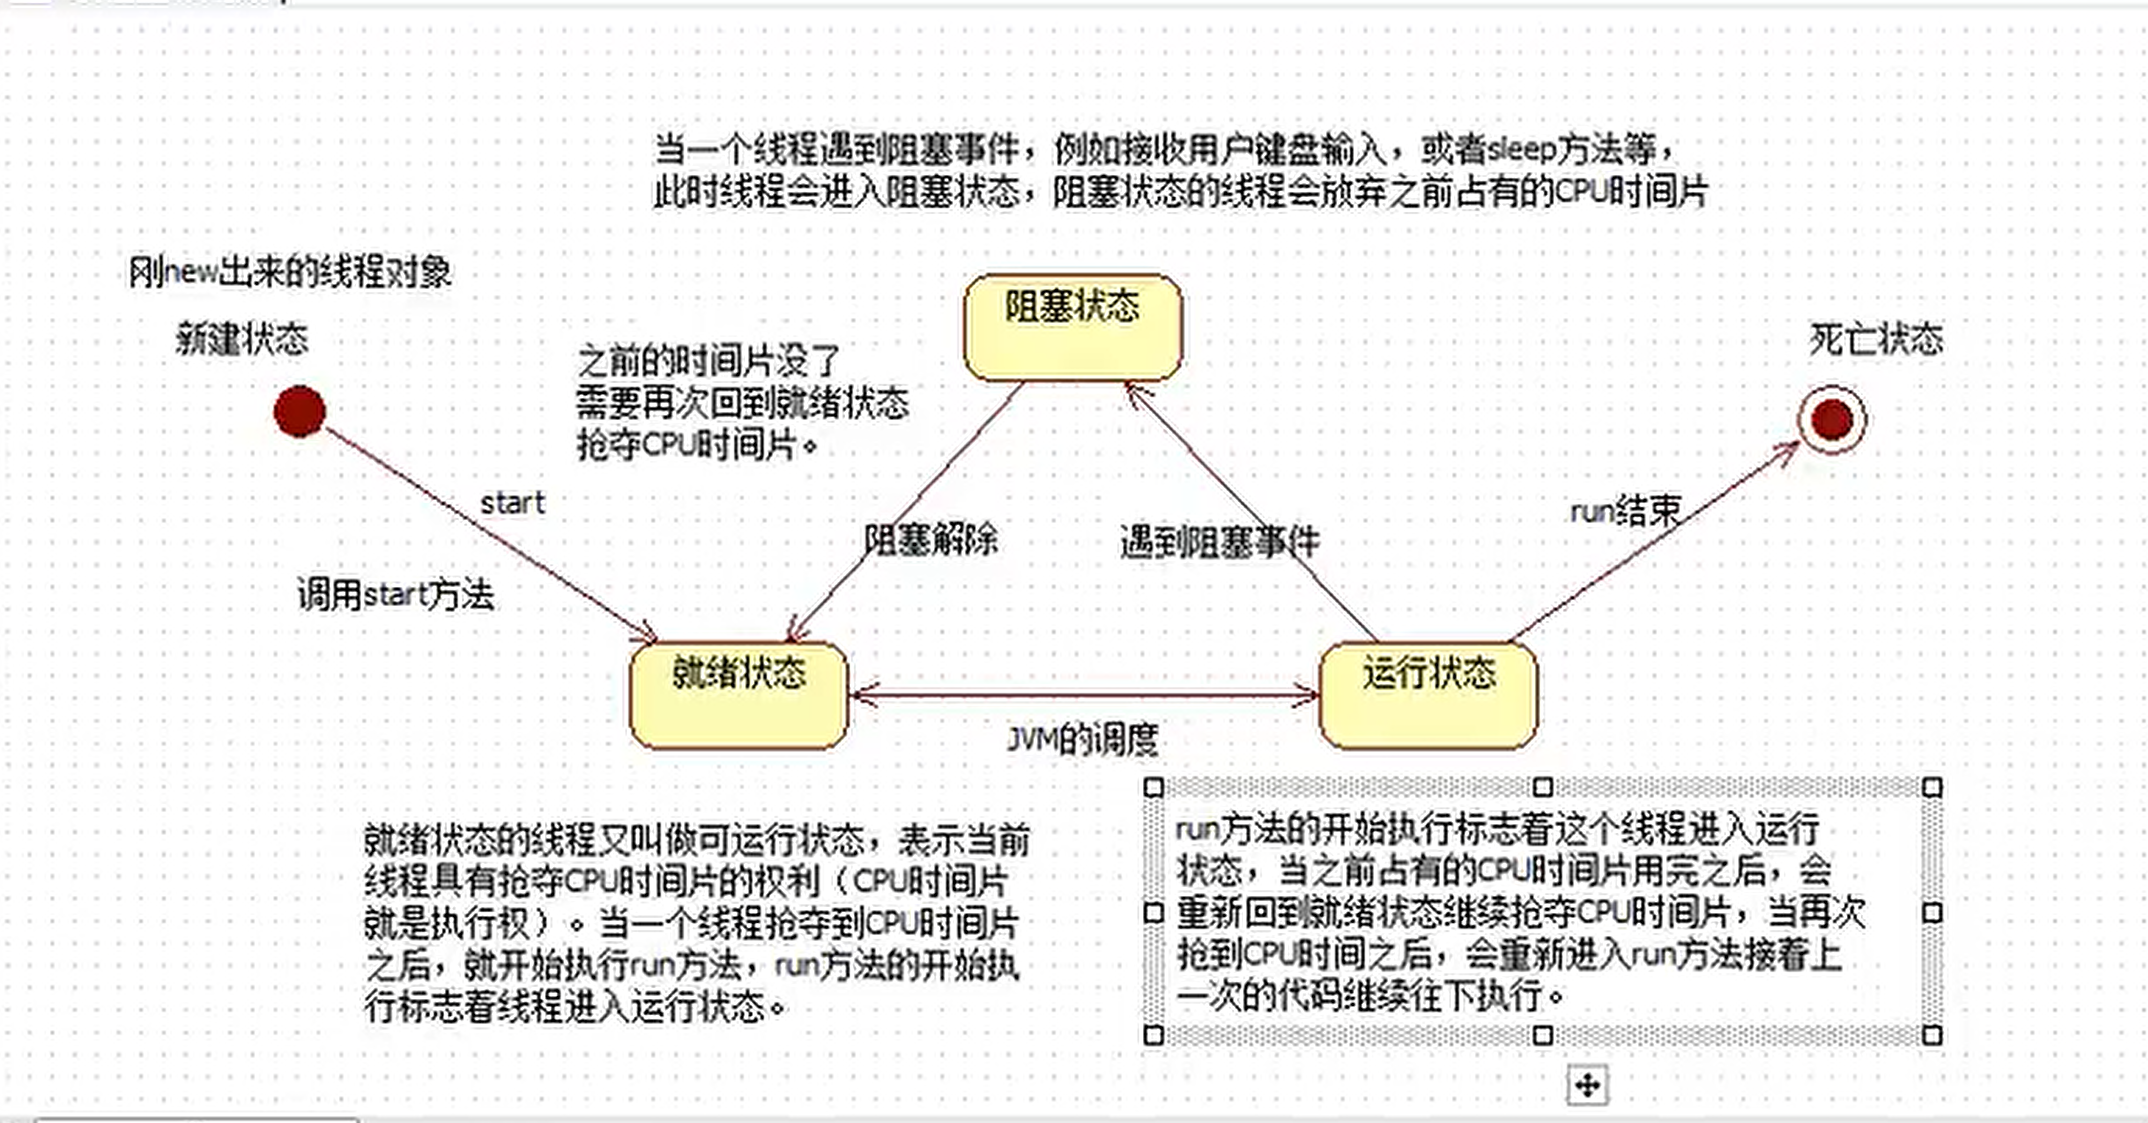 当一个线程遇到阻塞事件，例如接收用户键盘输入，或者sleep方法等，
此时线程会进入阻塞状态，阻塞状态的线程会放弃之前占有的CPU时间片
刚new出来的线程对象
新建状态
阻塞状态
死亡状态
之前的时间片没了
需要再次回到就绪状态
抢夺CPU时间片。
start
run结束
阻塞解除
遇到阻塞事件
调用start方法
就绪状态
运行状态
JVM的调度
就绪状态的线程又叫做可运行状态，表示当前
线程具有抢夺CPU时间片的权利（CPU时间片
就是执行权）。当一个线程抢夺到CPU时间片
之后，就开始执行run方法，run方法的开始执
行标志着线程进入运行状态。
run方法的开始执行标志着这个线程进入运行
状态，当之前占有的CPU时间片用完之后，会
重新回到就绪状态继续抢夺CPU时间片，当再次
抢到CPU时间之后，会重新进入run方法接着上
一次的代码继续往下执行。